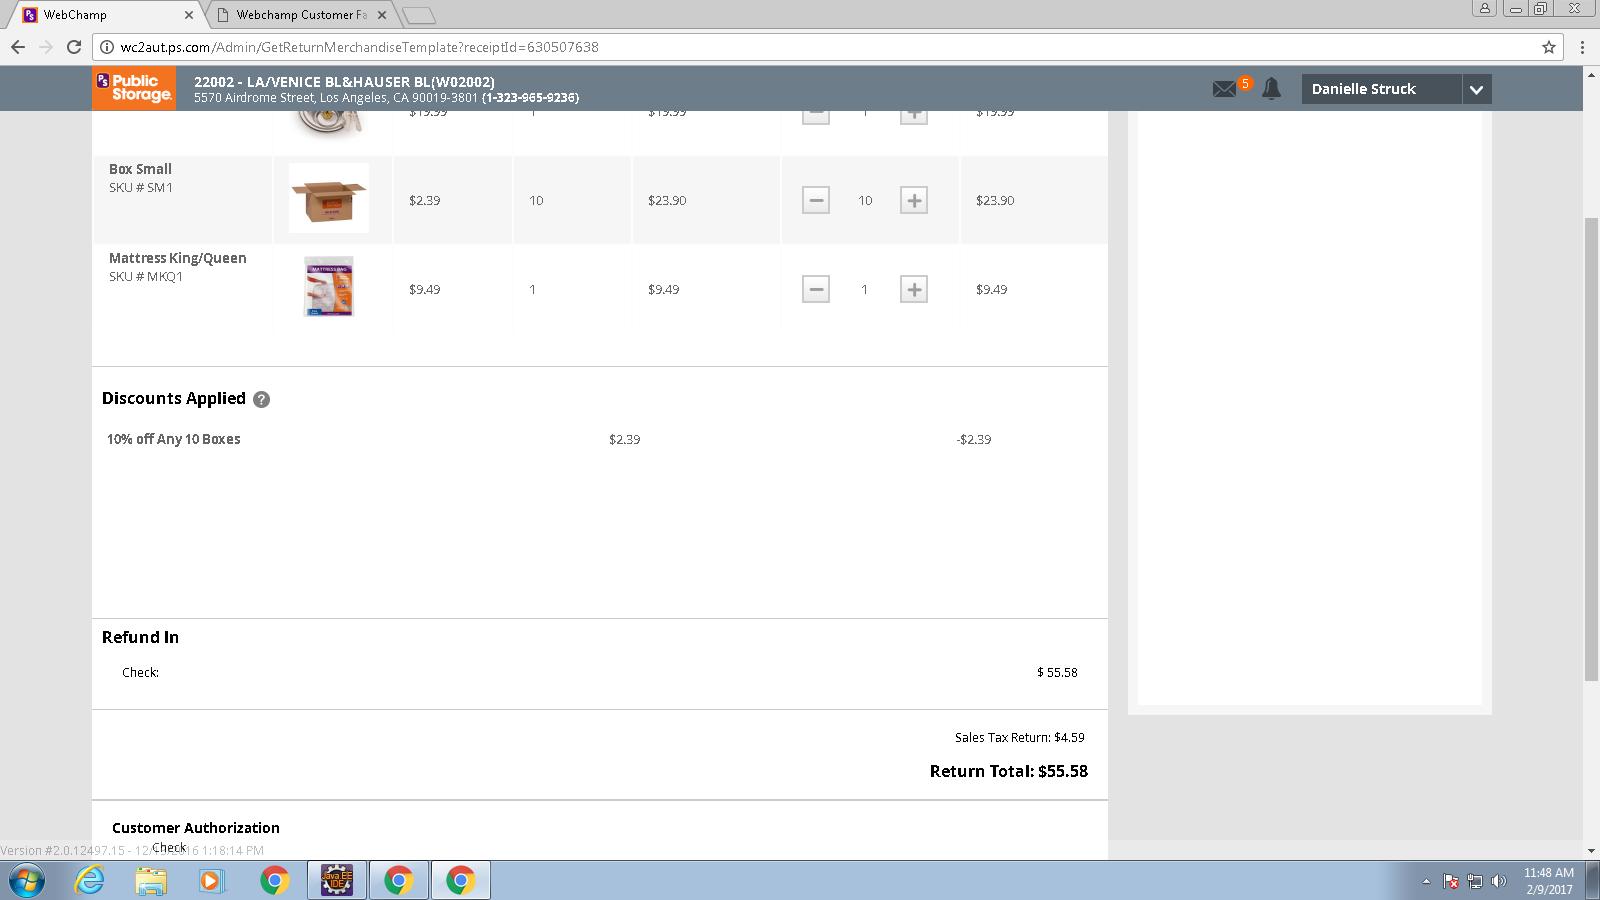 WebChamp
Webchamp Customer Fa
wc2aut.ps.com/Admin/GetReturnMerchandiseTemplate?receiptId=630507638
PS Public Storage.
22002 - LA/VENICE BL&HAUSER BL(W02002)
5570 Airdrome Street, Los Angeles, CA 90019-3801 (1-323-965-9236)
5
Danielle Struck
$19.99 1 $19.99 1 $19.99
Box Small
SKU # SM1
$2.39 10 $23.90 10 $23.90
Mattress King/Queen
SKU # MKQ1
MATTRESS BAG
$9.49 1 $9.49 1 $9.49
Discounts Applied ?
10% off Any 10 Boxes $2.39 -$2.39
Refund In
Check: $ 55.58
Sales Tax Return: $4.59
Return Total: $55.58
Customer Authorization
Check
Version #2.0.12497.15 - 12/ /2016 1:18:14 PM
Java EE
IDE
11:48 AM
2/9/2017